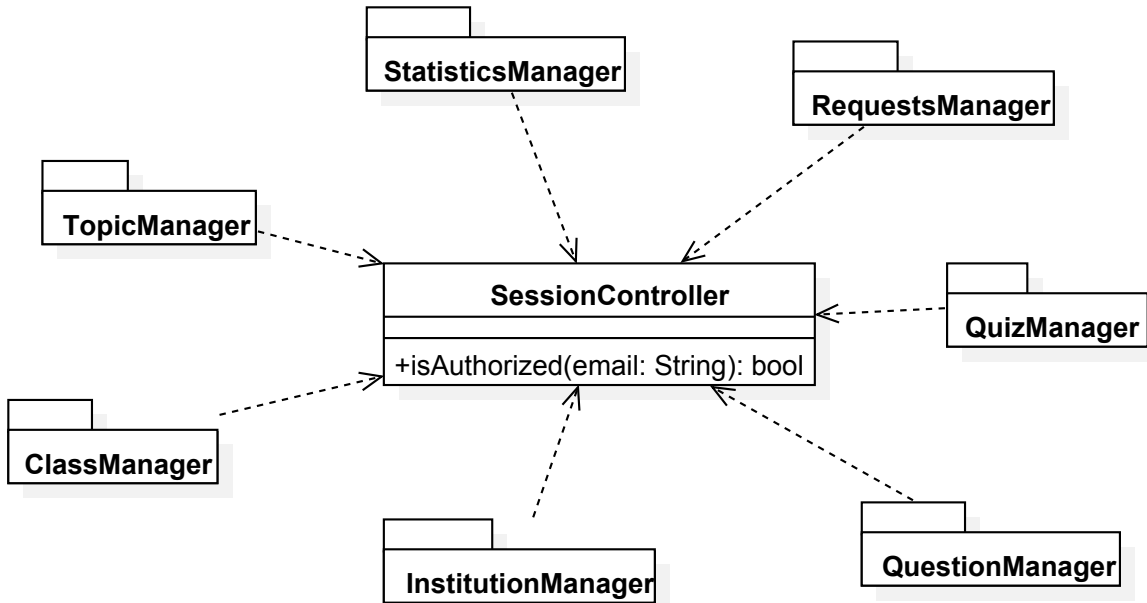 StatisticsManager
RequestsManager
TopicManager
SessionController
QuizManager
+isAuthorized(email: String): bool
ClassManager
InstitutionManager
QuestionManager